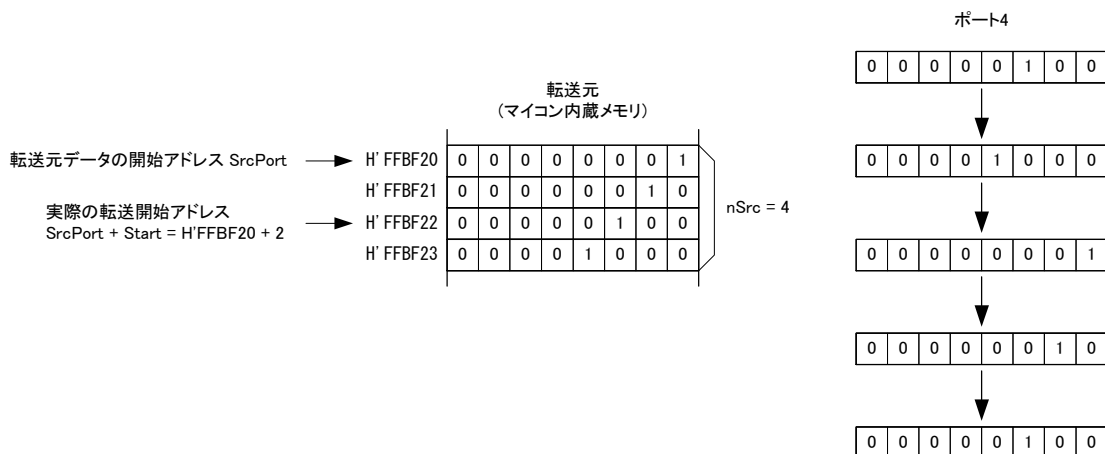 ポート4
0 0 0 0 0 1 0 0
転送元
(マイコン内蔵メモリ)
転送元データの開始アドレス SrcPort
H'FFBF20 0 0 0 0 0 0 0 1
H'FFBF21 0 0 0 0 0 0 1 0
H'FFBF22 0 0 0 0 0 1 0 0
H'FFBF23 0 0 0 0 1 0 0 0
nSrc = 4
実際の転送開始アドレス
SrcPort + Start = H'FFBF20 + 2
0 0 0 0 1 0 0 0
0 0 0 0 0 0 0 1
0 0 0 0 0 0 1 0
0 0 0 0 0 1 0 0